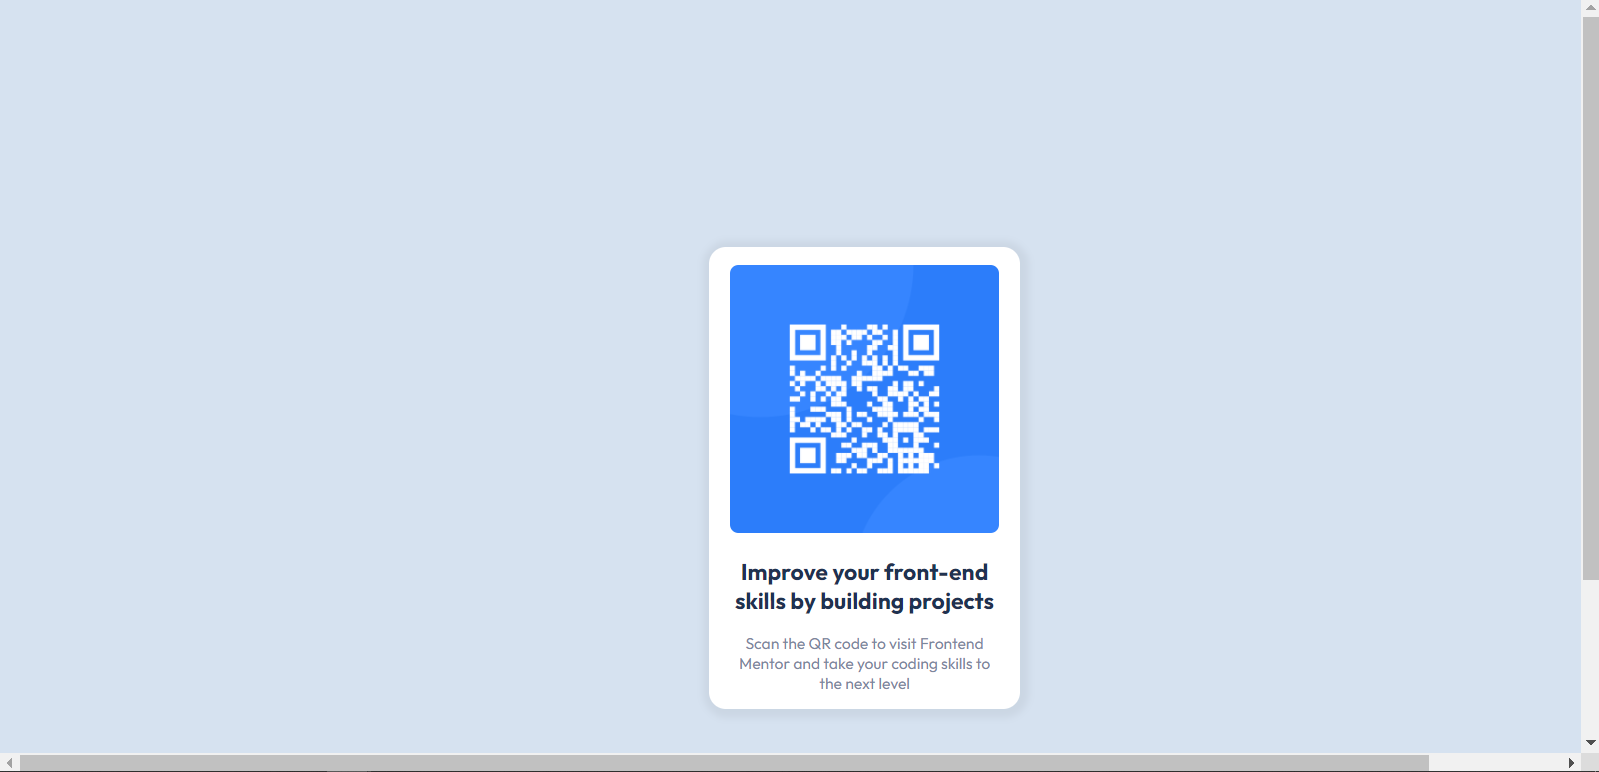 Improve your front-end
skills by building projects
Scan the QR code to visit Frontend
Mentor and take your coding skills to
the next level